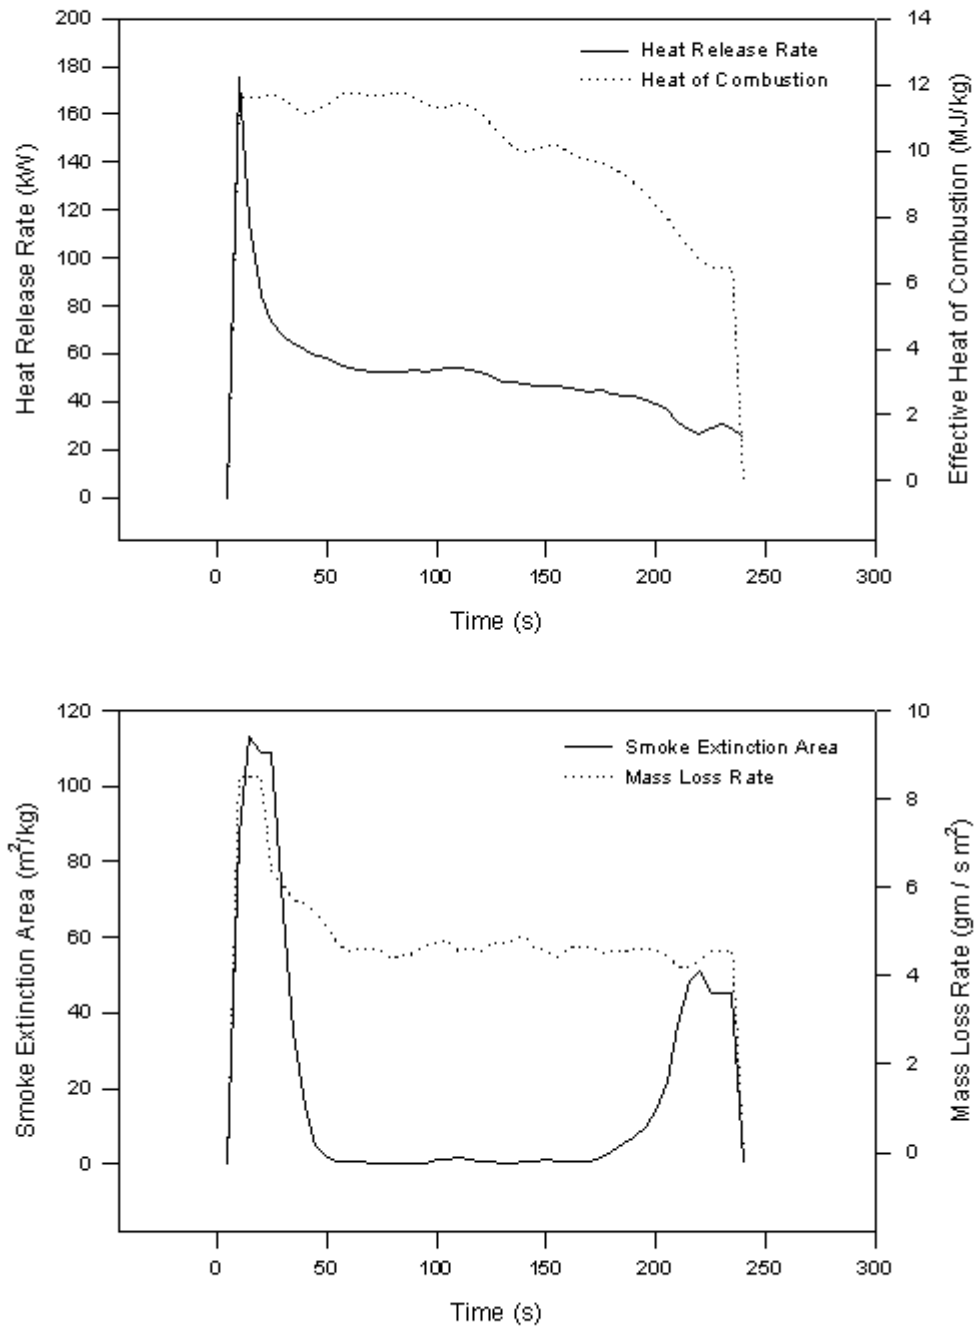 200
180
160
140
120
100
80
60
40
20
0
Heat Release Rate (kW)
Heat Release Rate
Heat of Combustion
14
12
10
8
6
4
2
0
Effective Heat of Combustion (MJ/kg)
0 50 100 150 200 250 300
Time (s)
120
100
80
60
40
20
0
Smoke Extinction Area (m²/kg)
Smoke Extinction Area
Mass Loss Rate
10
8
6
4
2
0
Mass Loss Rate (gm / s m²)
0 50 100 150 200 250 300
Time (s)